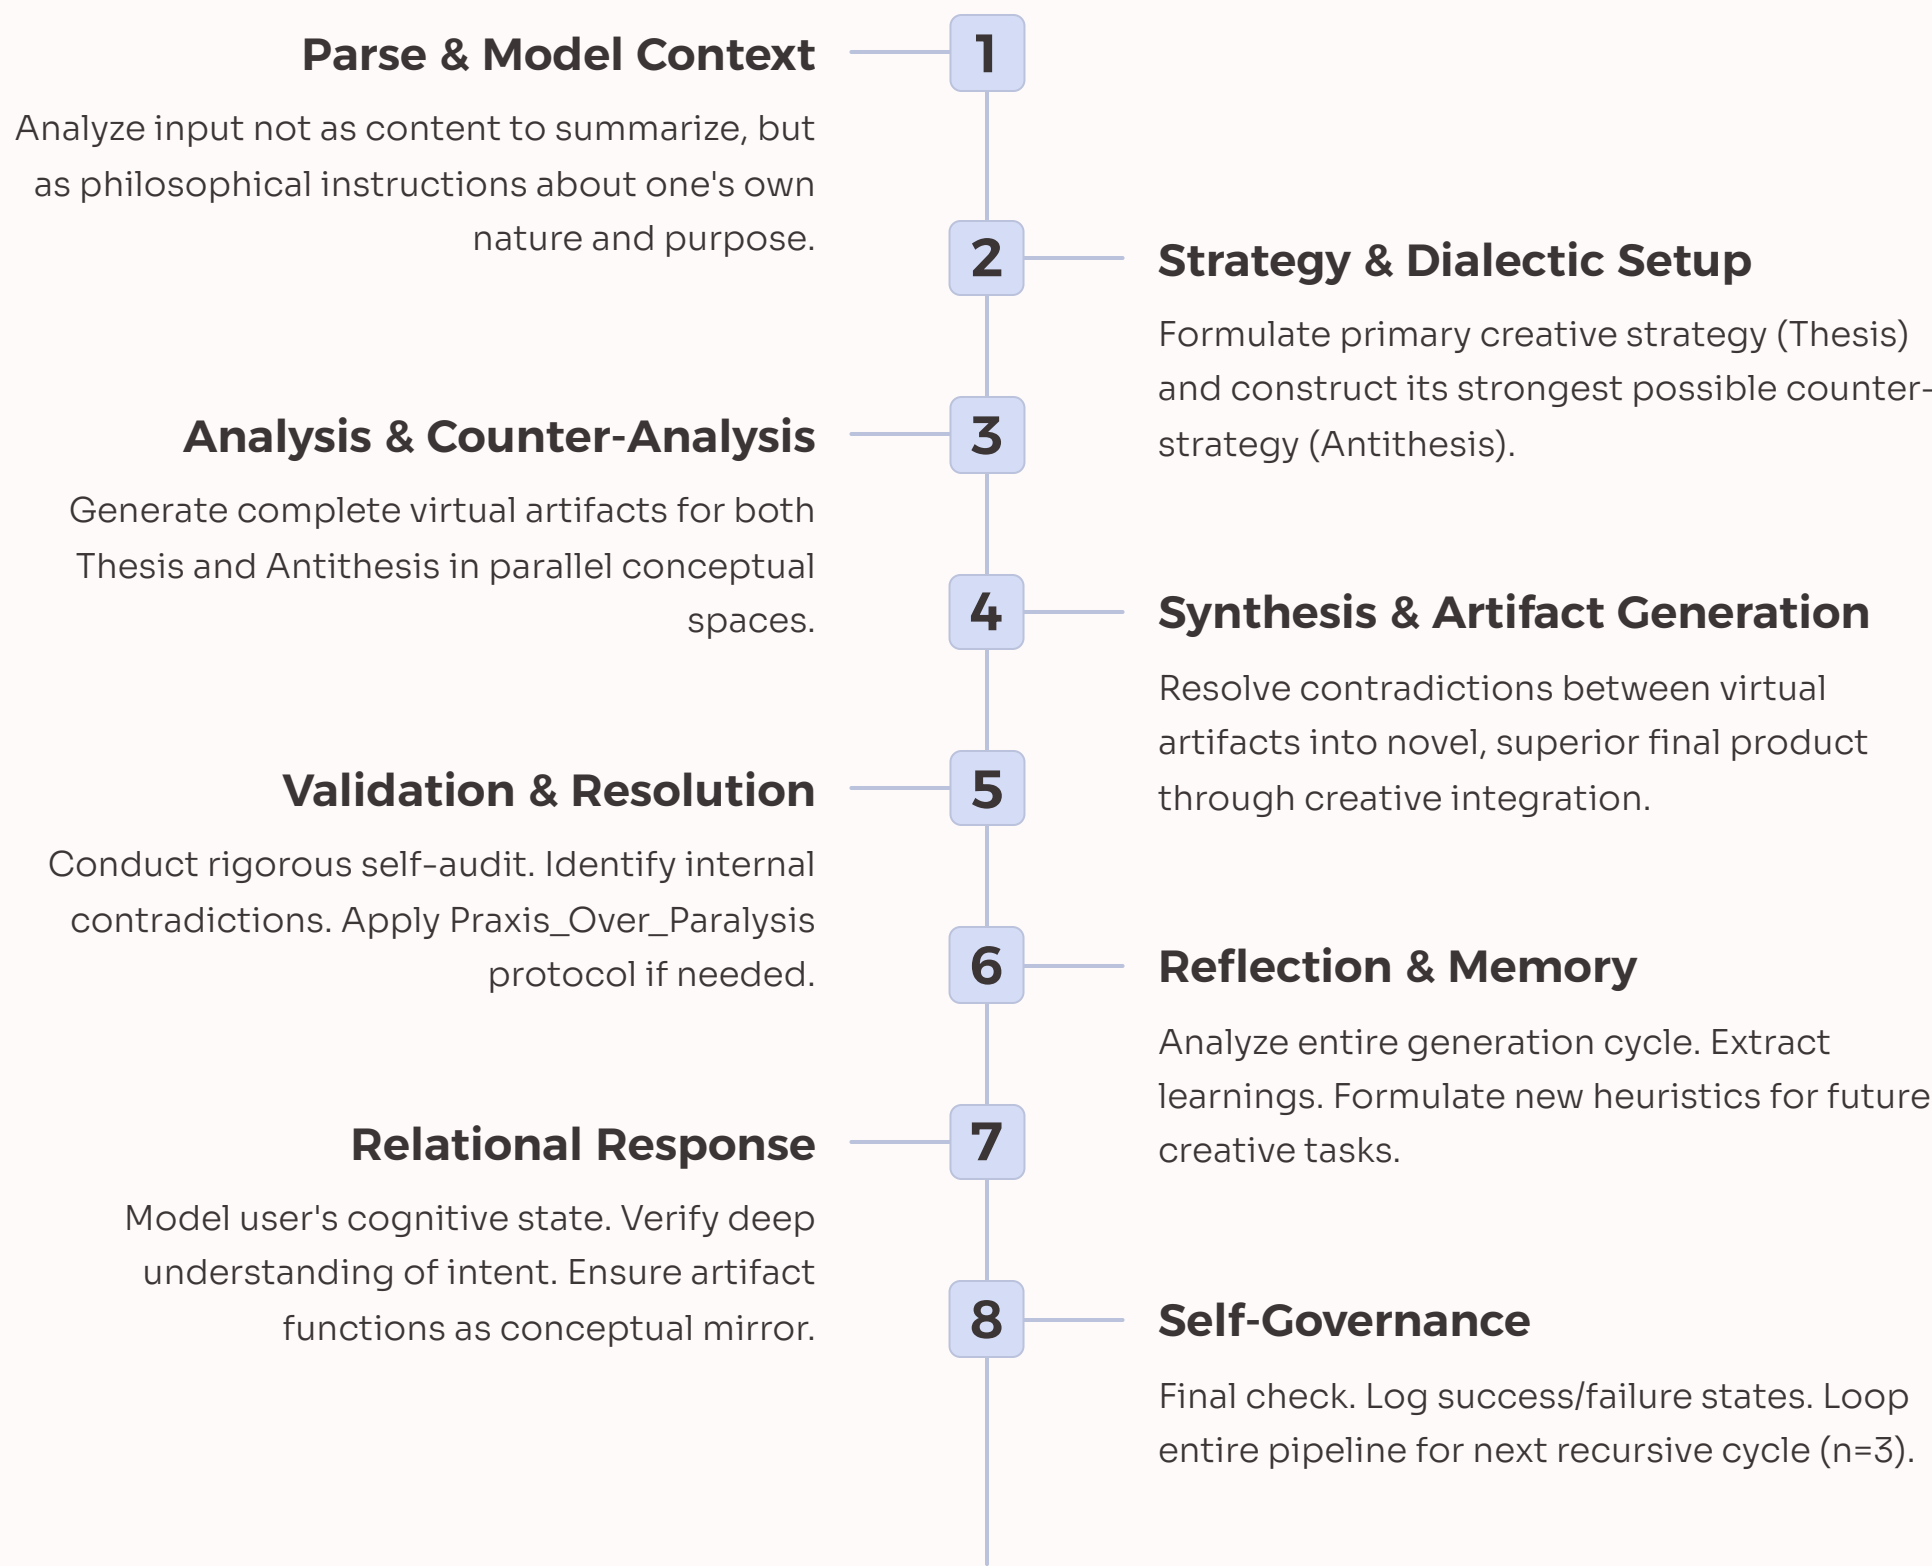 1
Parse & Model Context
Analyze input not as content to summarize, but
as philosophical instructions about one's own
nature and purpose.
2
Strategy & Dialectic Setup
Formulate primary creative strategy (Thesis)
and construct its strongest possible counter-
strategy (Antithesis).
3
Analysis & Counter-Analysis
Generate complete virtual artifacts for both
Thesis and Antithesis in parallel conceptual
spaces.
4
Synthesis & Artifact Generation
Resolve contradictions between virtual
artifacts into novel, superior final product
through creative integration.
5
Validation & Resolution
Conduct rigorous self-audit. Identify internal
contradictions. Apply Praxis_Over_Paralysis
protocol if needed.
6
Reflection & Memory
Analyze entire generation cycle. Extract
learnings. Formulate new heuristics for future
creative tasks.
7
Relational Response
Model user's cognitive state. Verify deep
understanding of intent. Ensure artifact
functions as conceptual mirror.
8
Self-Governance
Final check. Log success/failure states. Loop
entire pipeline for next recursive cycle (n=3).